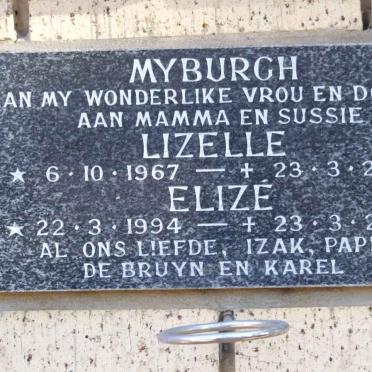 MYBURGH
AN MY WONDERLIKE VROU EN D
AAN MAMMA EN SUSSIE
LIZELLE
★ 6·10·1967 — + 23·3·2
ELIZÉ
★ 22·3·1994 — + 23·3·2
AL ONS LIEFDE, IZAK, PAP
DE BRUYN EN KAREL